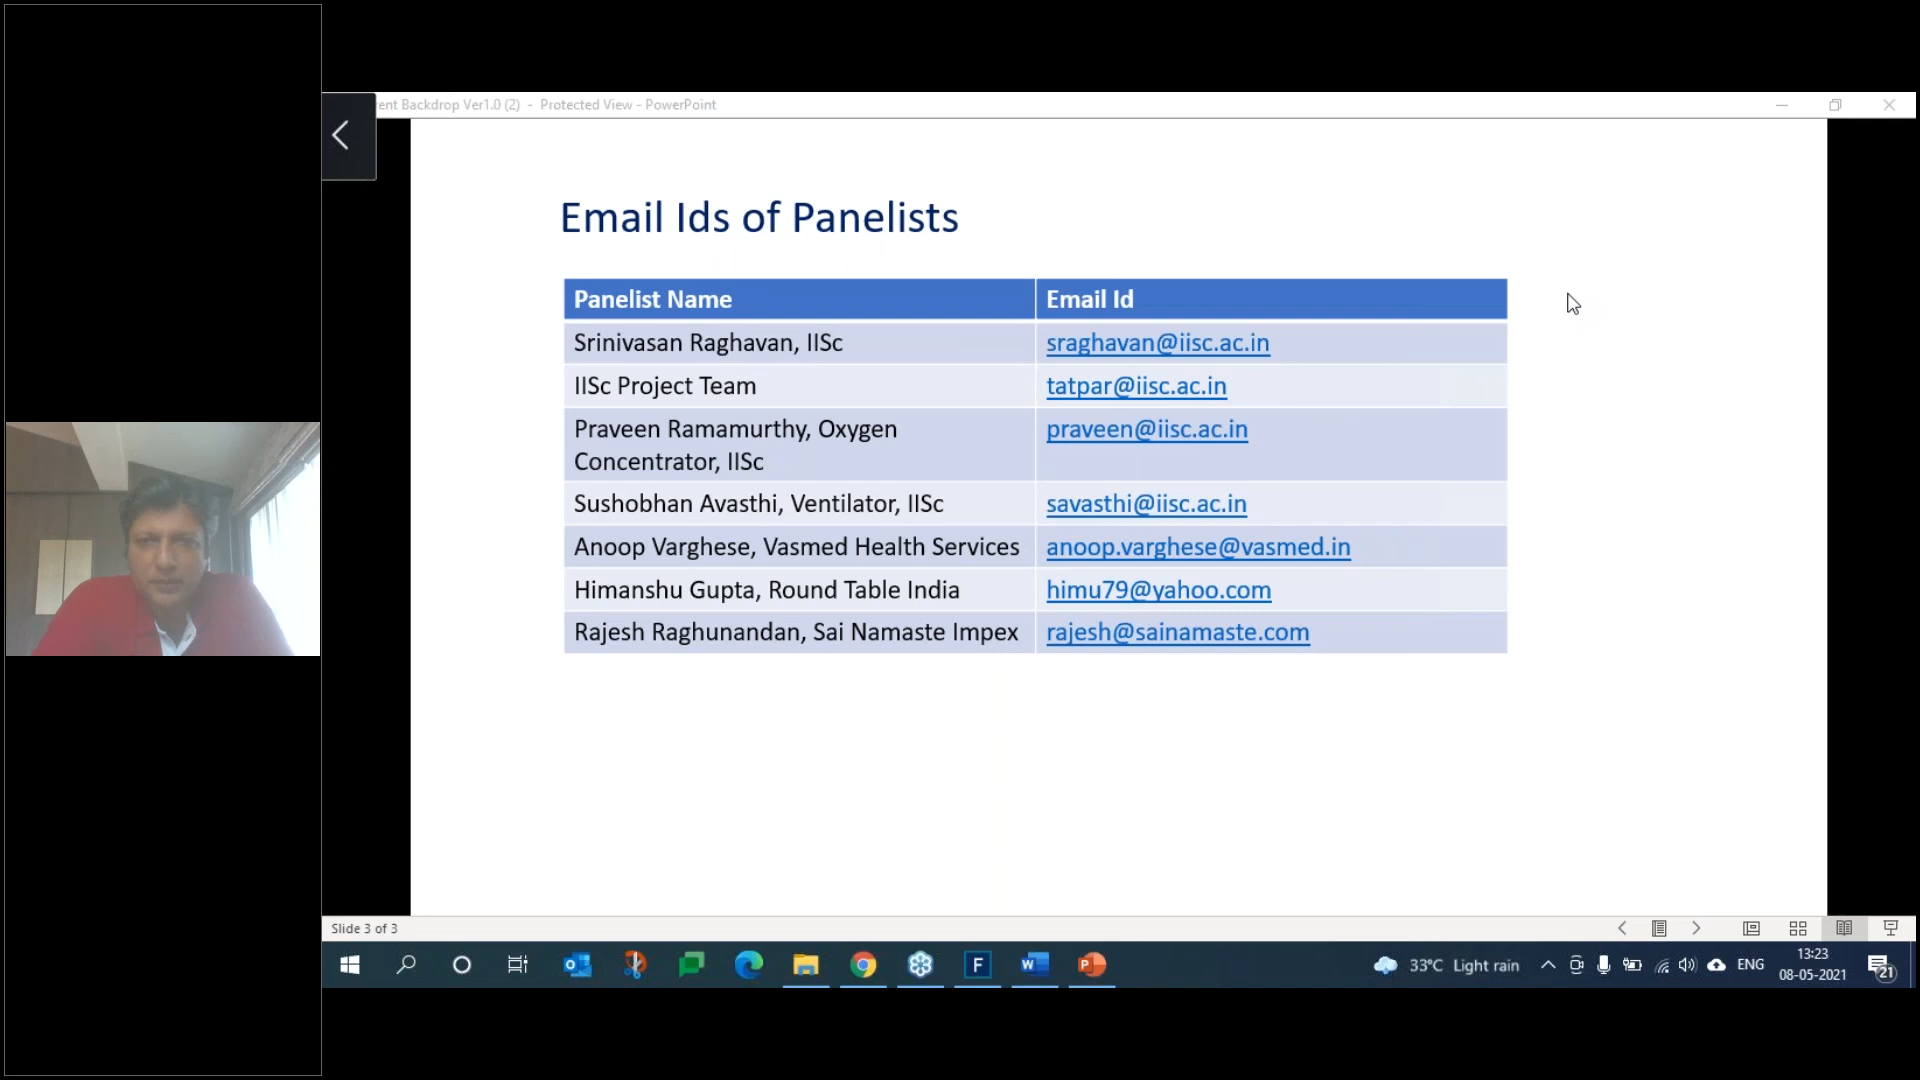 ent Backdrop Ver1.0 (2) - Protected View - PowerPoint
Email Ids of Panelists
Panelist Name Email Id
Srinivasan Raghavan, IISc sraghavan@iisc.ac.in
IISc Project Team tatpar@iisc.ac.in
Praveen Ramamurthy, Oxygen praveen@iisc.ac.in
Concentrator, IISc
Sushobhan Avasthi, Ventilator, IISc savasthi@iisc.ac.in
Anoop Varghese, Vasmed Health Services anoop.varghese@vasmed.in
Himanshu Gupta, Round Table India himu79@yahoo.com
Rajesh Raghunandan, Sai Namaste Impex rajesh@sainamaste.com
Slide 3 of 3
33°C Light rain ENG 13:23
08-05-2021 21